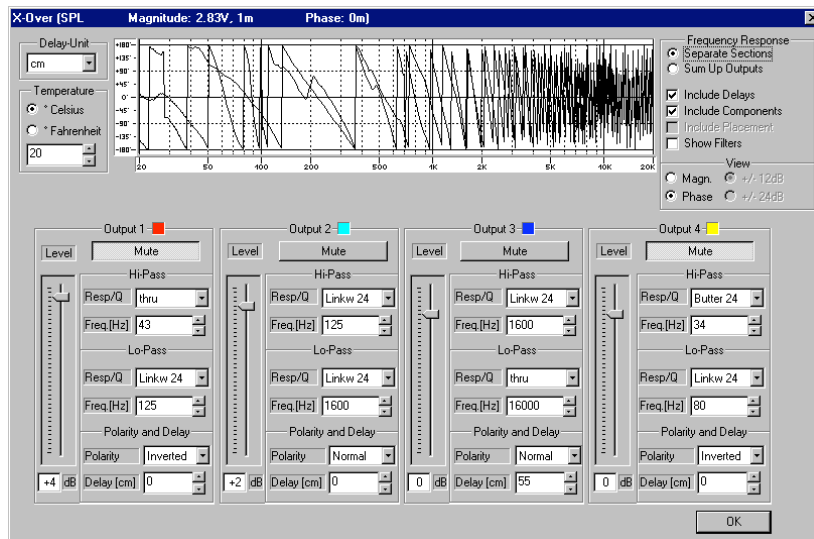 X-Over (SPL Magnitude: 2.83V, 1m Phase: 0m)
Delay-Unit
cm
Temperature
° Celsius
° Fahrenheit
20
+180°
+135°
+90°
+45°
0°
-45°
-90°
-135°
-180°
20 50 100 200 500 1K 2K 5K 10K 20K
Frequency Response
Separate Sections
Sum Up Outputs
Include Delays
Include Components
Include Placement
Show Filters
View
Magn. +/- 12dB
Phase +/- 24dB
Output 1
Level Mute
Hi-Pass
Resp/Q thru
Freq.[Hz] 43
Lo-Pass
Resp/Q Linkw 24
Freq.[Hz] 125
Polarity and Delay
Polarity Inverted
+4 dB Delay [cm] 0
Output 2
Level Mute
Hi-Pass
Resp/Q Linkw 24
Freq.[Hz] 125
Lo-Pass
Resp/Q Linkw 24
Freq.[Hz] 1600
Polarity and Delay
Polarity Normal
+2 dB Delay [cm] 0
Output 3
Level Mute
Hi-Pass
Resp/Q Linkw 24
Freq.[Hz] 1600
Lo-Pass
Resp/Q thru
Freq.[Hz] 16000
Polarity and Delay
Polarity Normal
0 dB Delay [cm] 55
Output 4
Level Mute
Hi-Pass
Resp/Q Butter 24
Freq.[Hz] 34
Lo-Pass
Resp/Q Linkw 24
Freq.[Hz] 80
Polarity and Delay
Polarity Inverted
0 dB Delay [cm] 0
OK